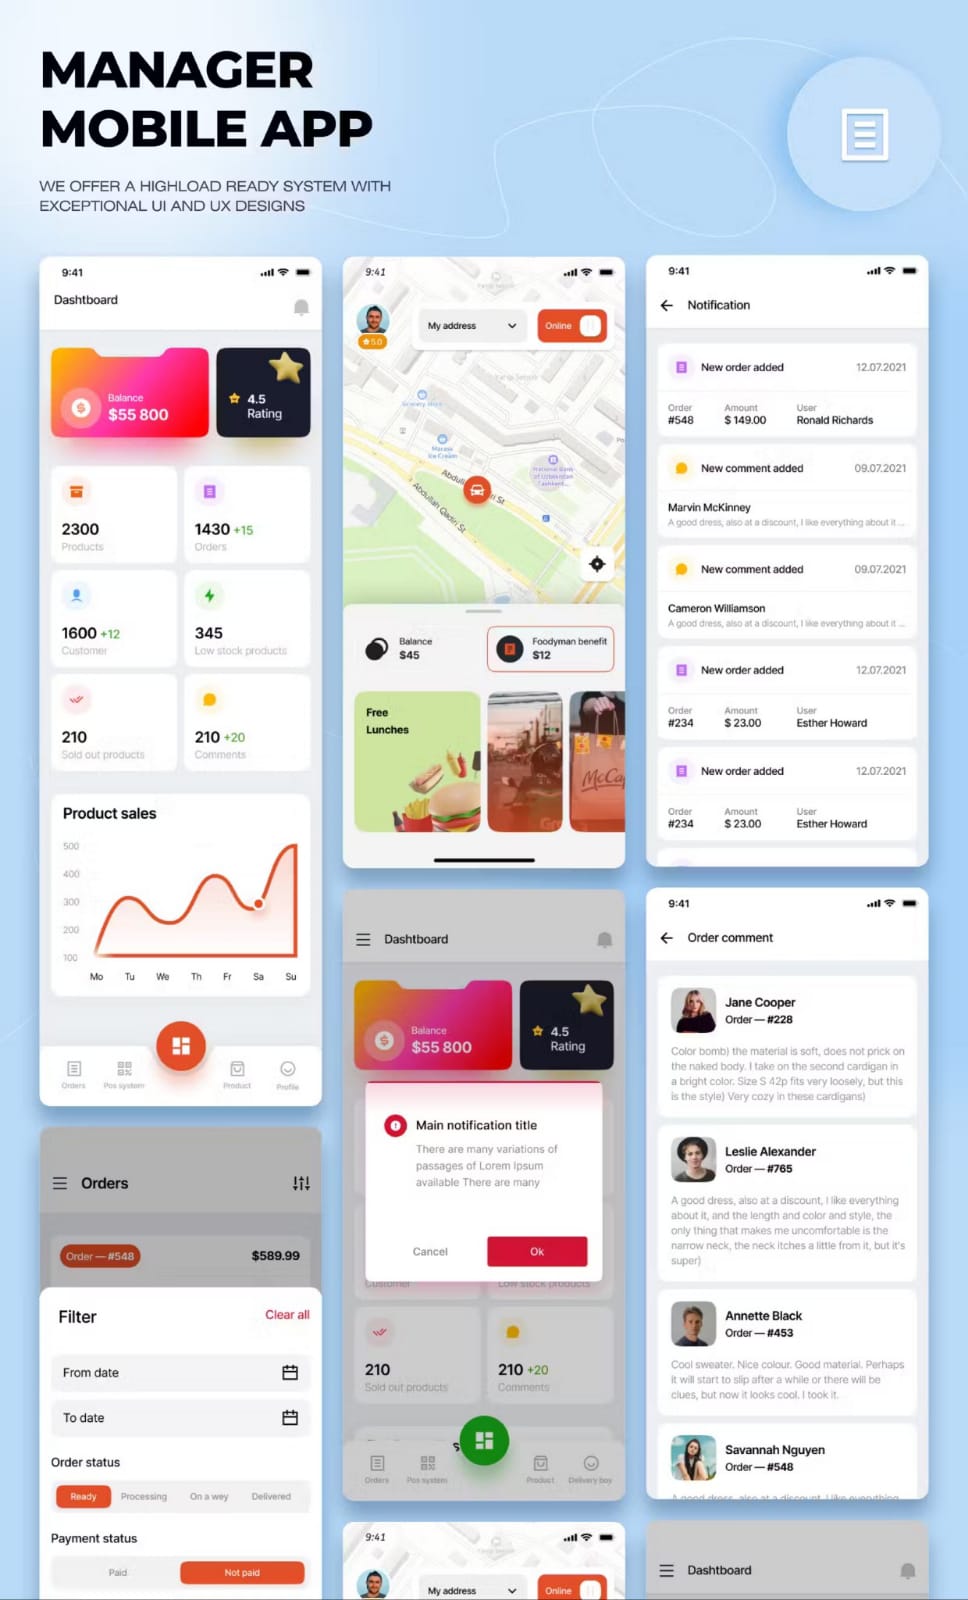 MANAGER
MOBILE APP
WE OFFER A HIGHLOAD READY SYSTEM WITH
EXCEPTIONAL UI AND UX DESIGNS
9:41
Dashtboard
Balance
$55 800
4.5
Rating
2300
Products
1430 +15
Orders
1600 +12
Customer
345
Low stock products
210
Sold out products
210 +20
Comments
Product sales
500
400
300
200
100
Mo Tu We Th Fr Sa Su
Orders
Pos system
Product
Profile
9:41
5.0
My address
Online
Abdullah Qadiri St
Balance
$45
Foodyman benefit
$12
Free
Lunches
McCa
9:41
Notification
New order added 12.07.2021
Order Amount User
#548 $ 149.00 Ronald Richards
New comment added 09.07.2021
Marvin McKinney
A good dress, also at a discount, I like everything about it ...
New comment added 09.07.2021
Cameron Williamson
A good dress, also at a discount, I like everything about it ...
New order added 12.07.2021
Order Amount User
#234 $ 23.00 Esther Howard
New order added 12.07.2021
Order Amount User
#234 $ 23.00 Esther Howard
Orders
Order — #548 $589.99
Filter Clear all
From date
To date
Order status
Ready Processing On a wey Delivered
Payment status
Paid Not paid
Dashtboard
Balance
$55 800
4.5
Rating
Main notification title
There are many variations of
passages of Lorem Ipsum
available There are many
Cancel Ok
Customer
Low stock products
210
Sold out products
210 +20
Comments
Orders
Pos system
Product
Delivery boy
9:41
My address
Online
9:41
Order comment
Jane Cooper
Order — #228
Color bomb) the material is soft, does not prick on
the naked body. I take on the second cardigan in
a bright color. Size S 42p fits very loosely, but this
is the style) Very cozy in these cardigans)
Leslie Alexander
Order — #765
A good dress, also at a discount, I like everything
about it, and the length and color and style, the
only thing that makes me uncomfortable is the
narrow neck, the neck itches a little from it, but it's
super)
Annette Black
Order — #453
Cool sweater. Nice colour. Good material. Perhaps
it will start to slip after a while or there will be
clues, but now it looks cool. I took it.
Savannah Nguyen
Order — #548
A good dress, also at a discount, I like everything
Dashtboard